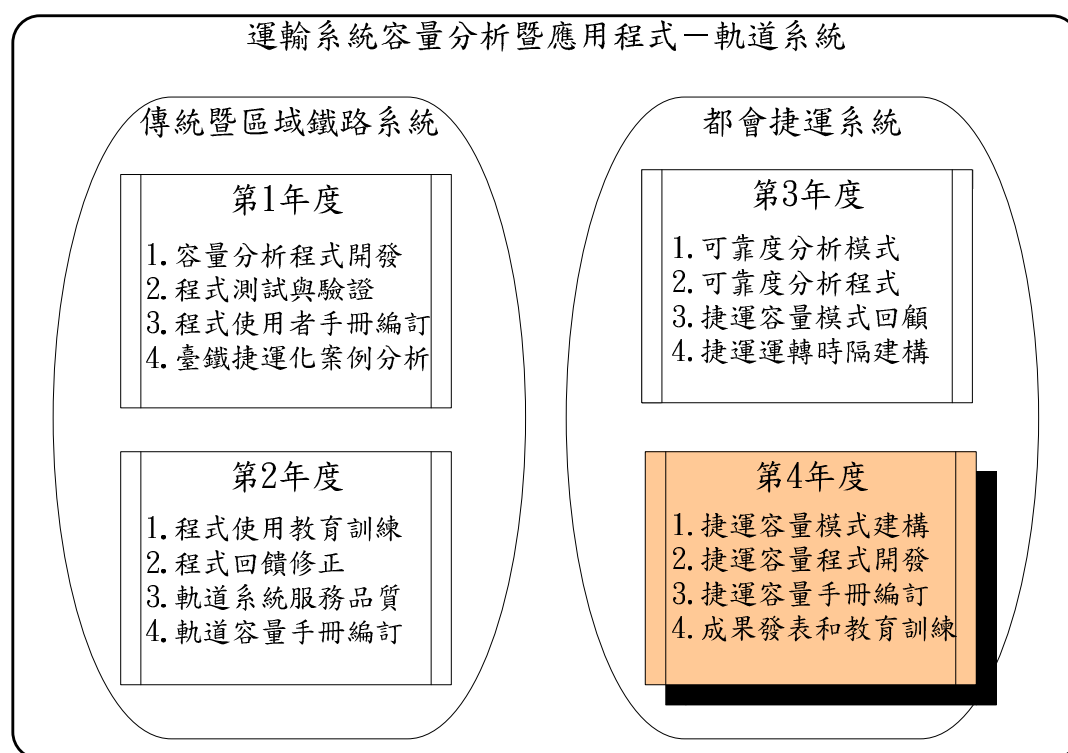 運輸系統容量分析暨應用程式－軌道系統
傳統暨區域鐵路系統
第1年度
1.容量分析程式開發
2.程式測試與驗證
3.程式使用者手冊編訂
4.臺鐵捷運化案例分析
第2年度
1.程式使用教育訓練
2.程式回饋修正
3.軌道系統服務品質
4.軌道容量手冊編訂
都會捷運系統
第3年度
1.可靠度分析模式
2.可靠度分析程式
3.捷運容量模式回顧
4.捷運運轉時隔建構
第4年度
1.捷運容量模式建構
2.捷運容量程式開發
3.捷運容量手冊編訂
4.成果發表和教育訓練